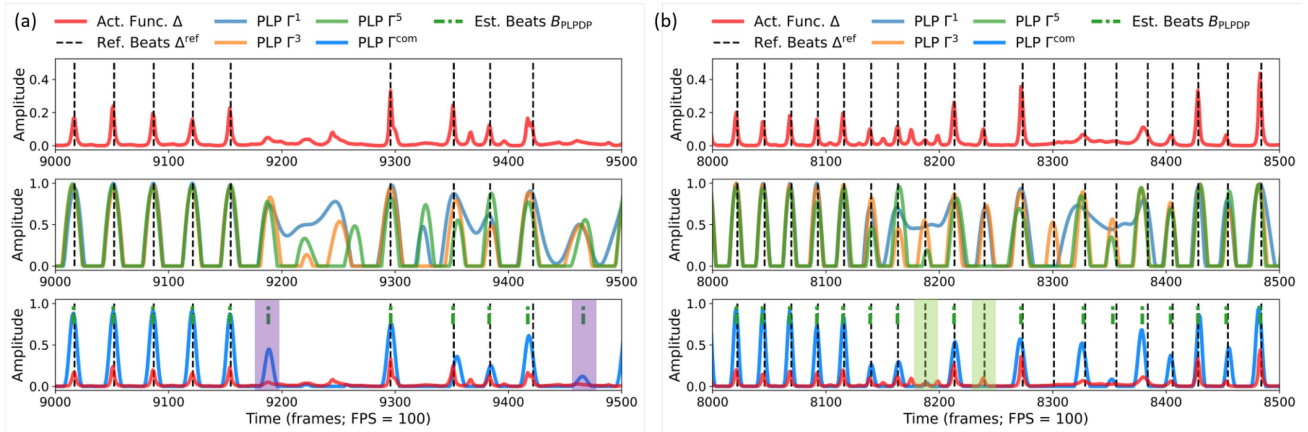 (a)
Act. Func. Δ
PLP Γ¹
PLP Γ⁵
Est. Beats B_PLPDP
Ref. Beats Δ^ref
PLP Γ³
PLP Γ^com
Amplitude
0.4
0.2
0.0
9000 9100 9200 9300 9400 9500
Amplitude
1.0
0.5
0.0
9000 9100 9200 9300 9400 9500
Amplitude
1.0
0.5
0.0
9000 9100 9200 9300 9400 9500
Time (frames; FPS = 100)
(b)
Act. Func. Δ
PLP Γ¹
PLP Γ⁵
Est. Beats B_PLPDP
Ref. Beats Δ^ref
PLP Γ³
PLP Γ^com
Amplitude
0.4
0.2
0.0
8000 8100 8200 8300 8400 8500
Amplitude
1.0
0.5
0.0
8000 8100 8200 8300 8400 8500
Amplitude
1.0
0.5
0.0
8000 8100 8200 8300 8400 8500
Time (frames; FPS = 100)